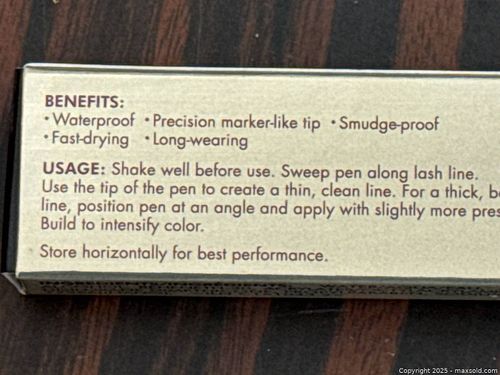 BENEFITS:
• Waterproof • Precision marker-like tip • Smudge-proof
• Fast-drying • Long-wearing
USAGE: Shake well before use. Sweep pen along lash line.
Use the tip of the pen to create a thin, clean line. For a thick,
line, position pen at an angle and apply with slightly more
Build to intensify color.
Store horizontally for best performance.
Copyright 2025 - maxsold.com